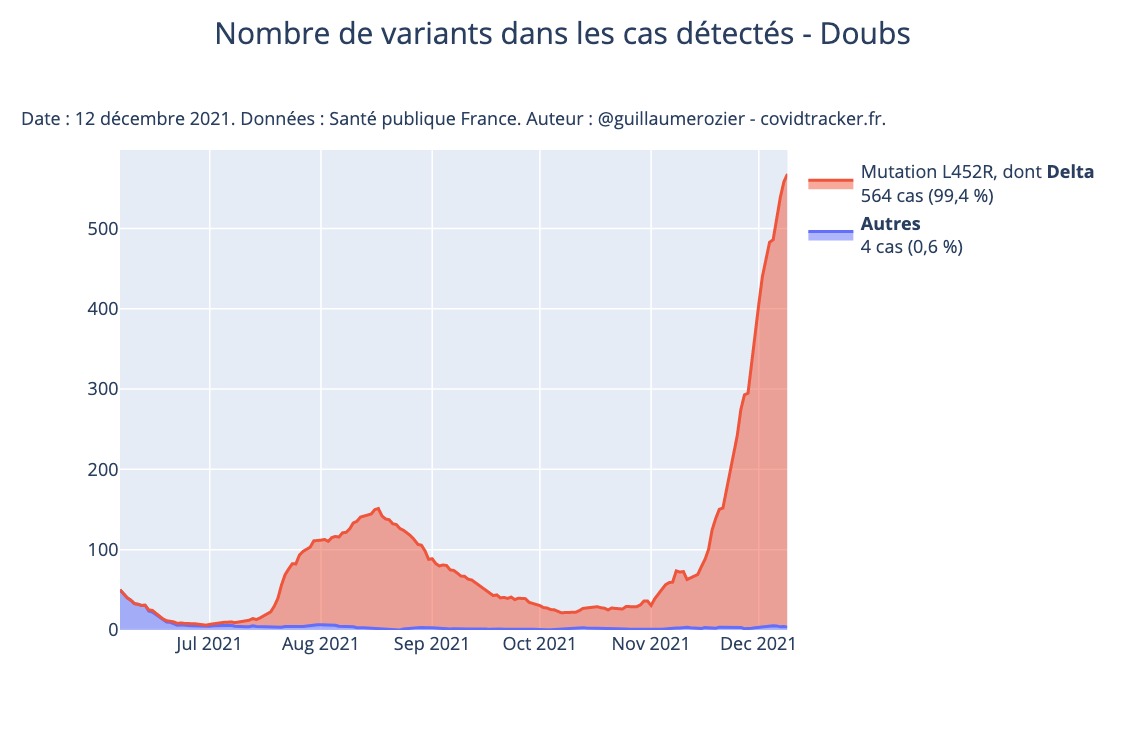 Nombre de variants dans les cas détectés - Doubs
Date : 12 décembre 2021. Données : Santé publique France. Auteur : @guillaumerozier - covidtracker.fr.
Mutation L452R, dont Delta
564 cas (99,4 %)
Autres
4 cas (0,6 %)
500
400
300
200
100
0
Jul 2021
Aug 2021
Sep 2021
Oct 2021
Nov 2021
Dec 2021